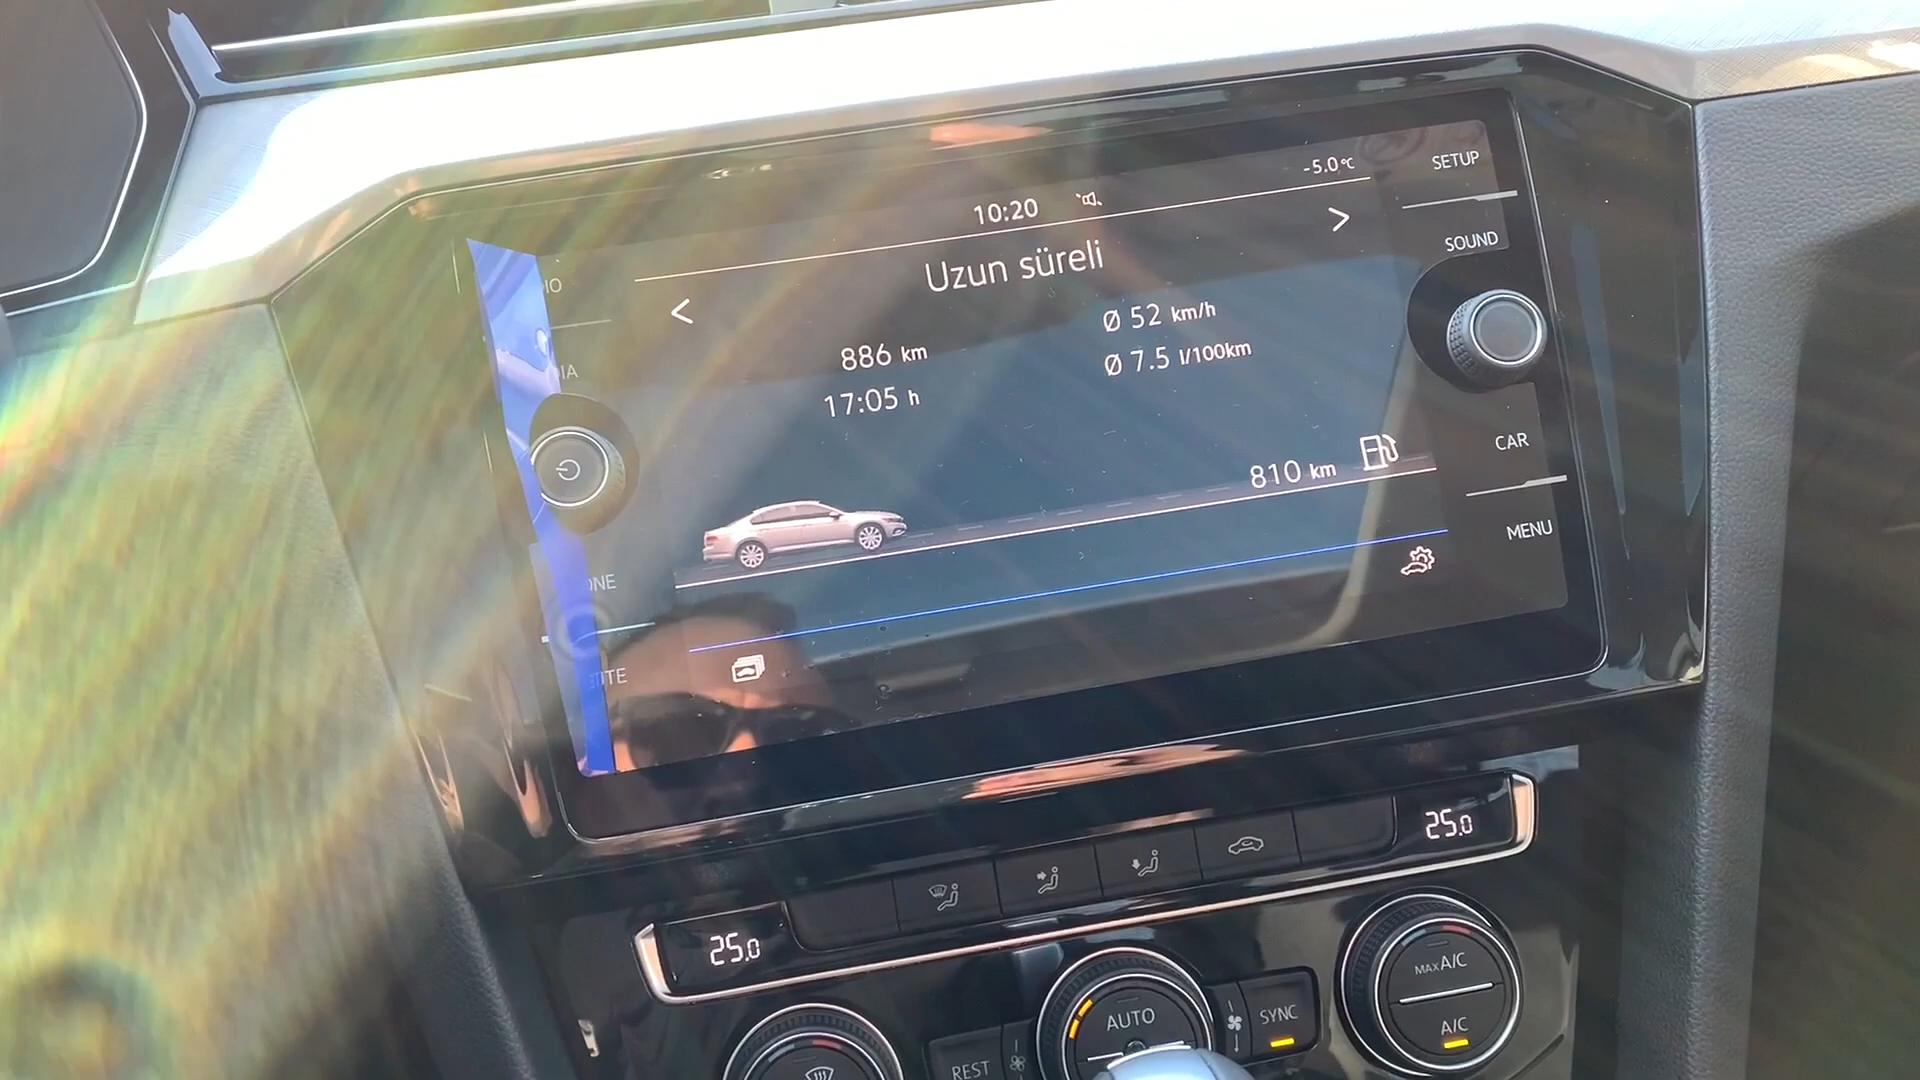 -5.0°C
10:20
SETUP
SOUND
< Uzun süreli >
886 km
17:05 h
Ø 52 km/h
Ø 7.5 l/100km
810 km
CAR
MENU
25.0
25.0
AUTO
SYNC
REST
MAX A/C
A/C